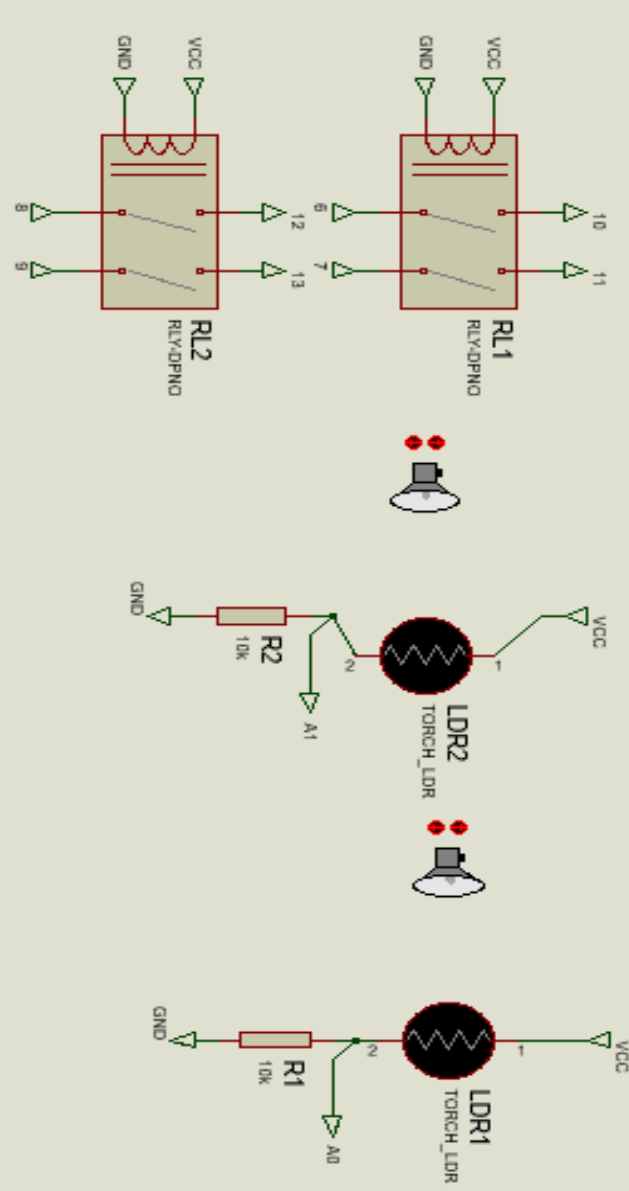 VCC
GND
10
11
6
7
RL1
RLY-DPNO
VCC
GND
12
13
8
9
RL2
RLY-DPNO
VCC
1
2
LDR2
TORCH_LDR
R2
10k
GND
A1
VCC
1
2
LDR1
TORCH_LDR
R1
10k
GND
A0